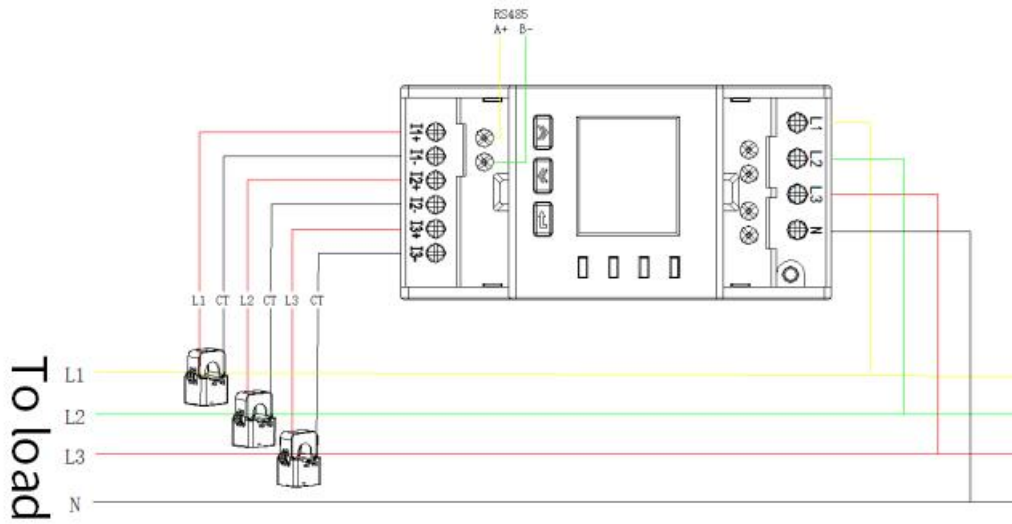 RS485
A+ B-
I1+
I1-
I2+
I2-
I3+
I3-
L1
L2
L3
N
L1 CT L2 CT L3 CT
To load
L1
L2
L3
N